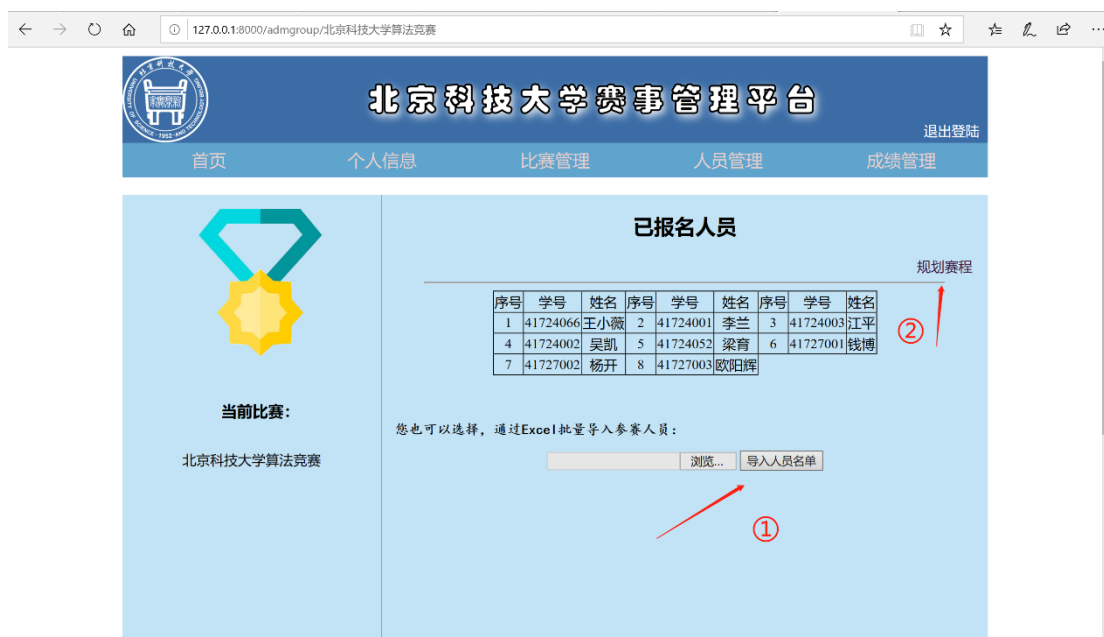 127.0.0.1:8000/admgroup/北京科技大学算法竞赛
北京科技大学赛事管理平台
退出登陆
首页 个人信息 比赛管理 人员管理 成绩管理
已报名人员
规划赛程
序号 学号 姓名 序号 学号 姓名 序号 学号 姓名
1 41724066 王小薇 2 41724001 李兰 3 41724003 江平
4 41724002 吴凯 5 41724052 梁育 6 41727001 钱博
7 41727002 杨开 8 41727003 欧阳辉
②
当前比赛：
北京科技大学算法竞赛
您也可以选择，通过Excel批量导入参赛人员：
浏览... 导入人员名单
①